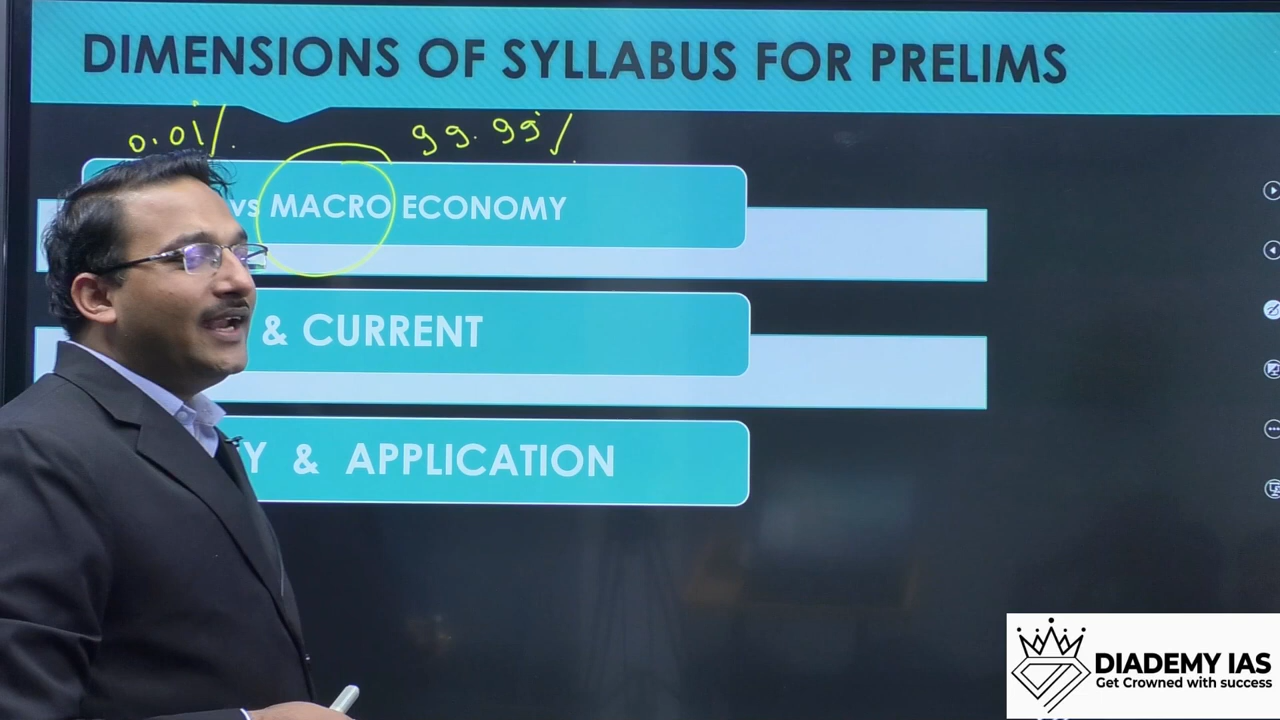 DIMENSIONS OF SYLLABUS FOR PRELIMS
0.01% 99.99%
vs MACRO ECONOMY
& CURRENT
Y & APPLICATION
DIADEMY IAS
Get Crowned with success